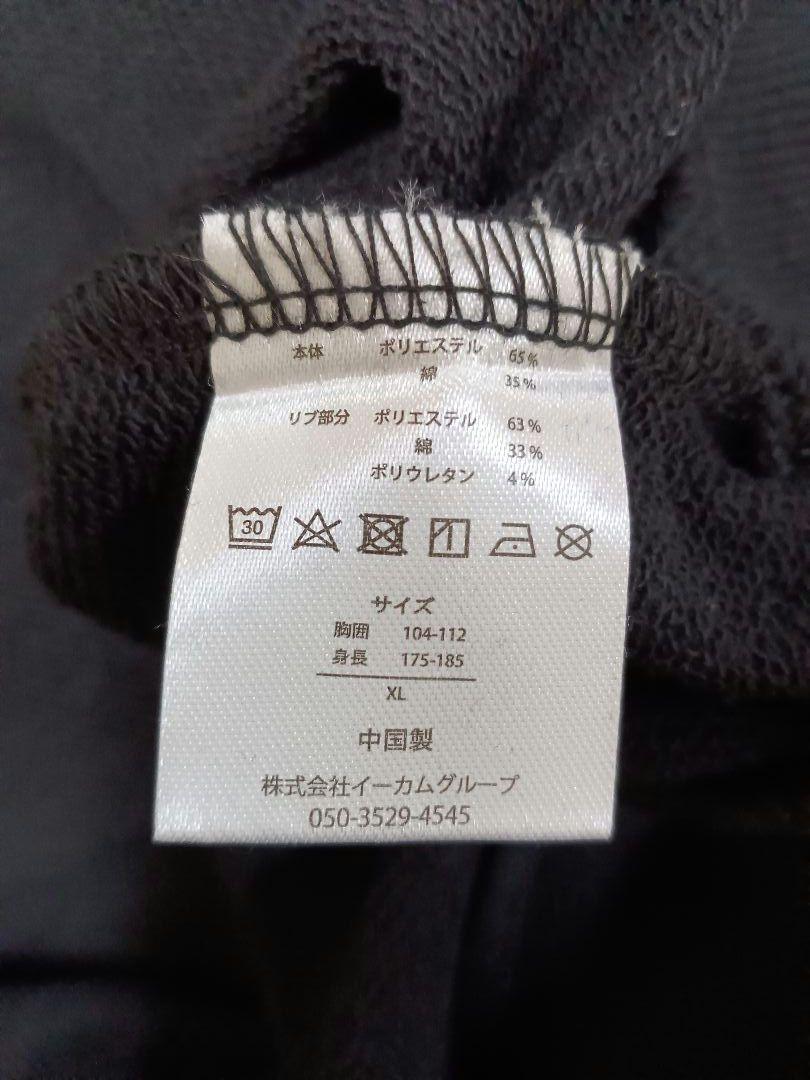 本体 ポリエステル 65%
綿 35%
リブ部分 ポリエステル 63%
綿 33%
ポリウレタン 4%
30
サイズ
胸囲 104-112
身長 175-185
XL
中国製
株式会社イーカムグループ
050-3529-4545